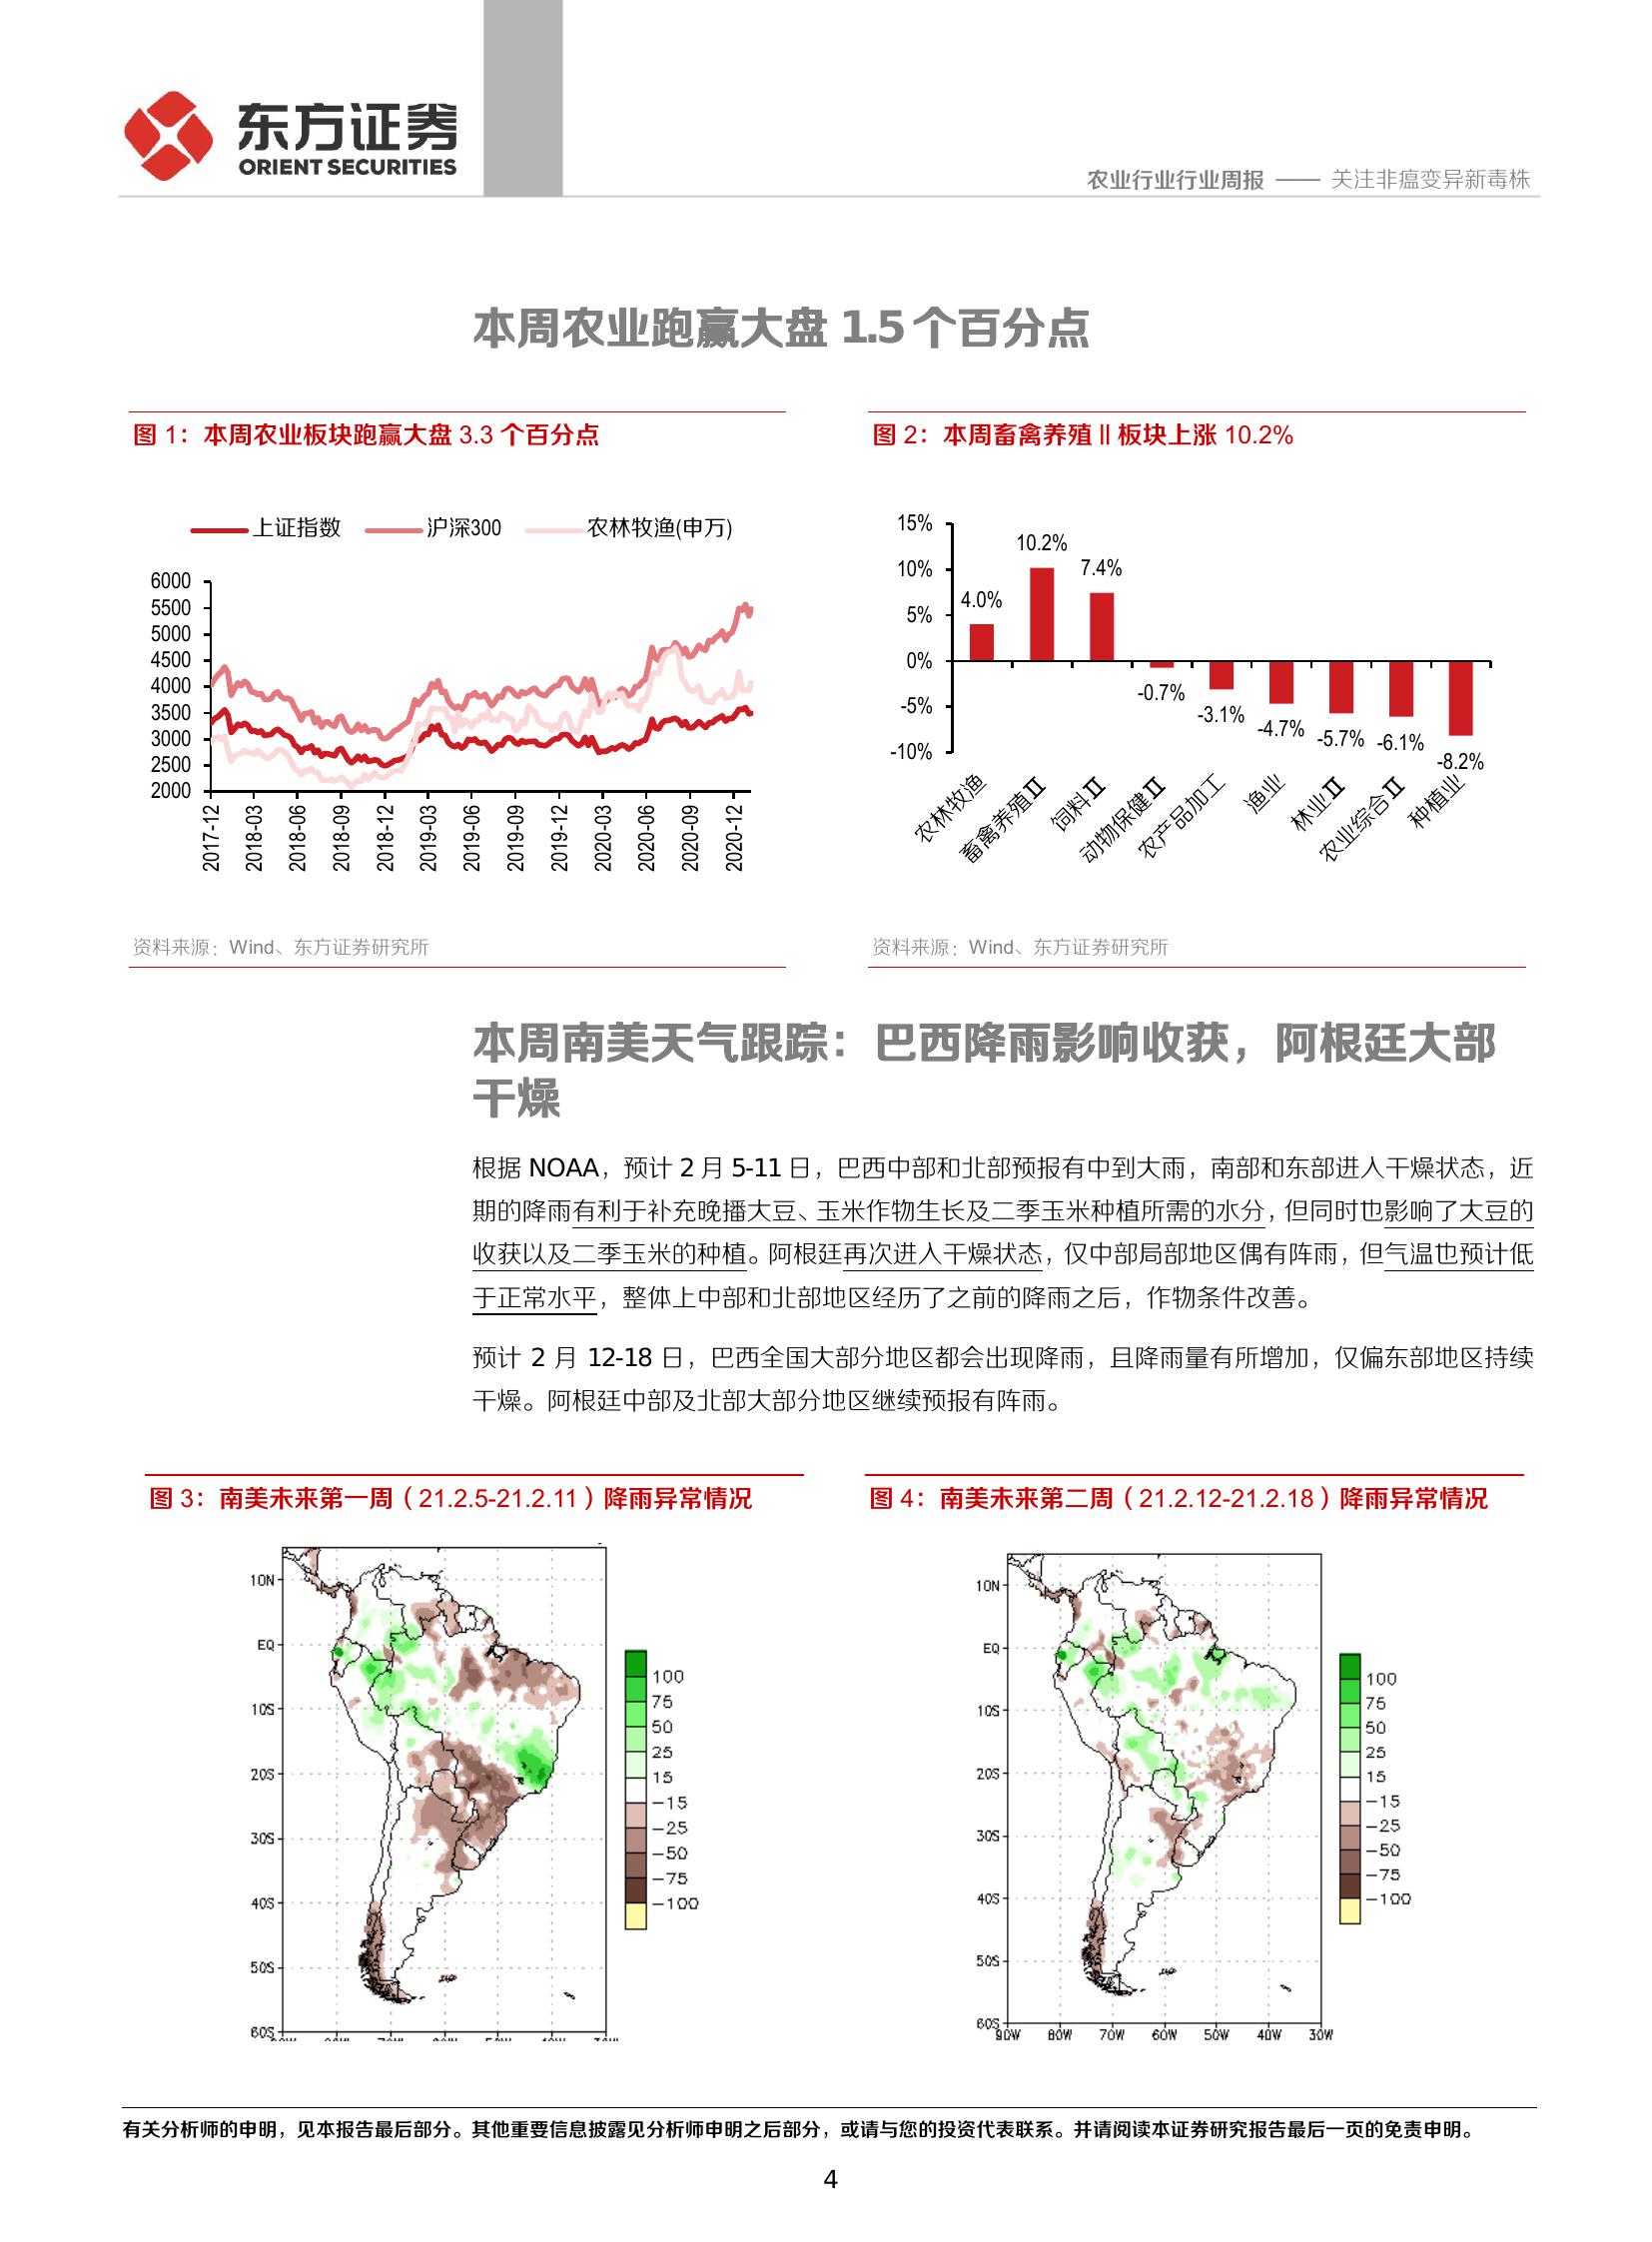 东方证券
ORIENT SECURITIES
农业行业行业周报 —— 关注非瘟变异新毒株
本周农业跑赢大盘 1.5 个百分点
图 1：本周农业板块跑赢大盘 3.3 个百分点
上证指数 沪深300 农林牧渔(申万)
6000
5500
5000
4500
4000
3500
3000
2500
2000
2017-12 2018-03 2018-06 2018-09 2018-12 2019-03 2019-06 2019-09 2019-12 2020-03 2020-06 2020-09 2020-12
资料来源：Wind、东方证券研究所
图 2：本周畜禽养殖Ⅱ板块上涨 10.2%
15%
10%
5%
0%
-5%
-10%
4.0% 10.2% 7.4% -0.7% -3.1% -4.7% -5.7% -6.1% -8.2%
农林牧渔 畜禽养殖Ⅱ 饲料Ⅱ 动物保健Ⅱ 农产品加工 渔业 林业Ⅱ 农业综合Ⅱ 种植业
资料来源：Wind、东方证券研究所
本周南美天气跟踪：巴西降雨影响收获，阿根廷大部
干燥
根据 NOAA，预计 2 月 5-11 日，巴西中部和北部预报有中到大雨，南部和东部进入干燥状态，近
期的降雨有利于补充晚播大豆、玉米作物生长及二季玉米种植所需的水分，但同时也影响了大豆的
收获以及二季玉米的种植。阿根廷再次进入干燥状态，仅中部局部地区偶有阵雨，但气温也预计低
于正常水平，整体上中部和北部地区经历了之前的降雨之后，作物条件改善。
预计 2 月 12-18 日，巴西全国大部分地区都会出现降雨，且降雨量有所增加，仅偏东部地区持续
干燥。阿根廷中部及北部大部分地区继续预报有阵雨。
图 3：南美未来第一周（21.2.5-21.2.11）降雨异常情况
10N
EQ
10S
20S
30S
40S
50S
60S
100
75
50
25
15
−15
−25
−50
−75
−100
图 4：南美未来第二周（21.2.12-21.2.18）降雨异常情况
10N
EQ
10S
20S
30S
40S
50S
60S
90W 80W 70W 60W 50W 40W 30W
100
75
50
25
15
−15
−25
−50
−75
−100
有关分析师的申明，见本报告最后部分。其他重要信息披露见分析师申明之后部分，或请与您的投资代表联系。并请阅读本证券研究报告最后一页的免责申明。
4